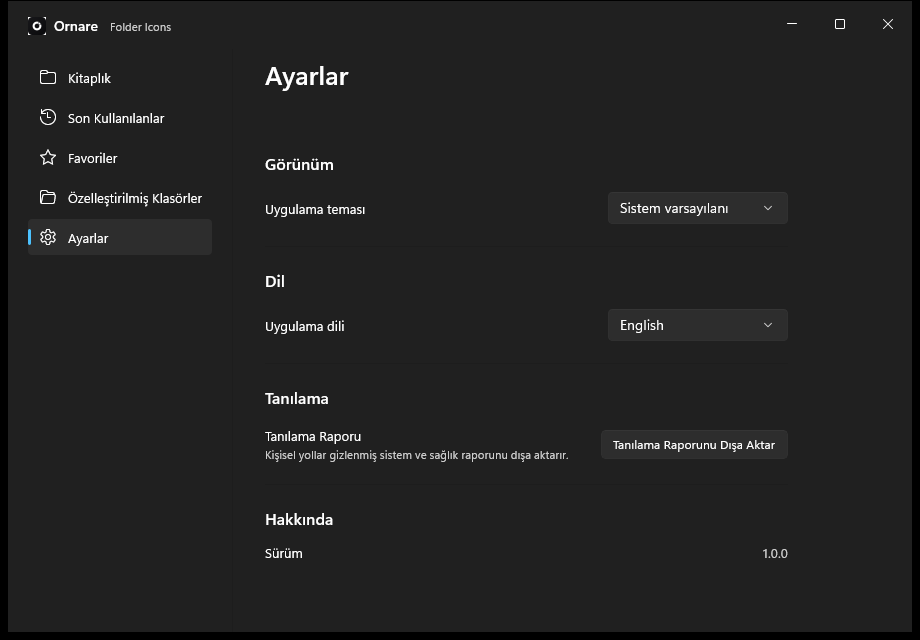 Ornare Folder Icons
Kitaplık
Son Kullanılanlar
Favoriler
Özelleştirilmiş Klasörler
Ayarlar
Ayarlar
Görünüm
Uygulama teması
Sistem varsayılanı
Dil
Uygulama dili
English
Tanılama
Tanılama Raporu
Kişisel yollar gizlenmiş sistem ve sağlık raporunu dışa aktarır.
Tanılama Raporunu Dışa Aktar
Hakkında
Sürüm
1.0.0